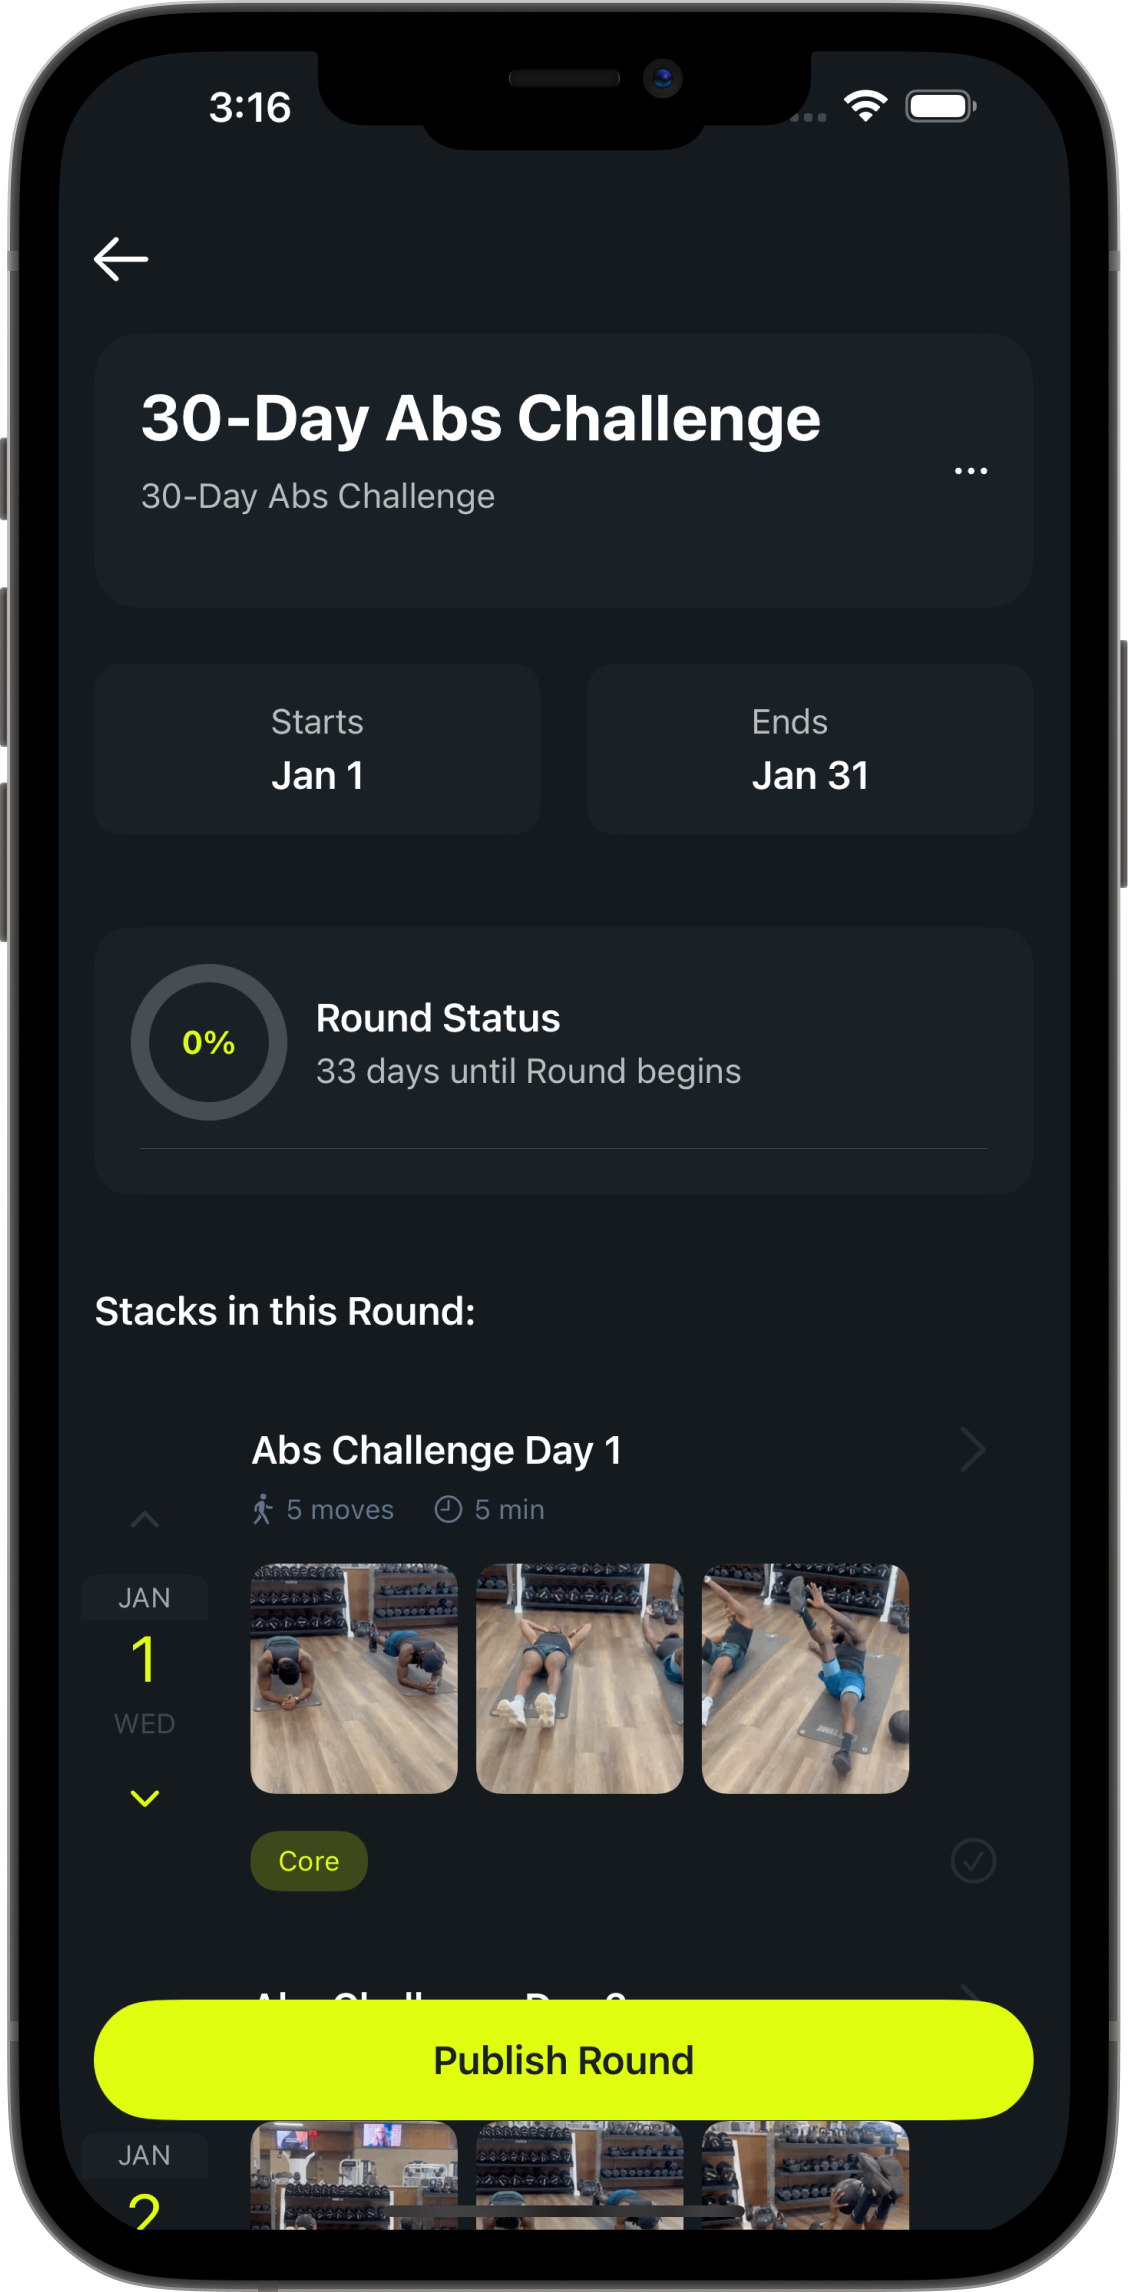 3:16
30-Day Abs Challenge
30-Day Abs Challenge
...
Starts
Jan 1
Ends
Jan 31
0%
Round Status
33 days until Round begins
Stacks in this Round:
Abs Challenge Day 1
5 moves
5 min
JAN
1
WED
Core
Publish Round
JAN
2